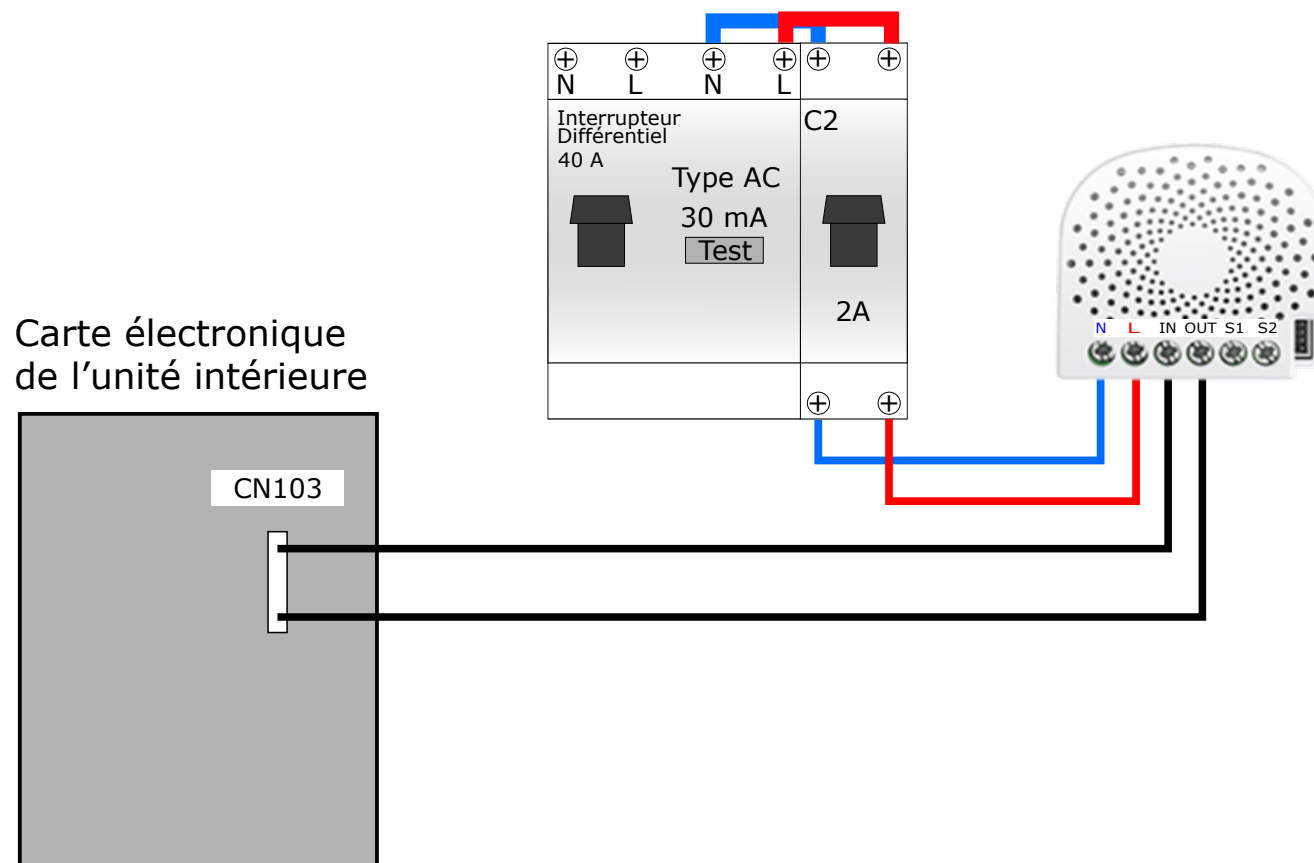 N L N L
Interrupteur
Différentiel
40 A
Type AC
30 mA
Test
C2
2A
N L IN OUT S1 S2
Carte électronique
de l’unité intérieure
CN103